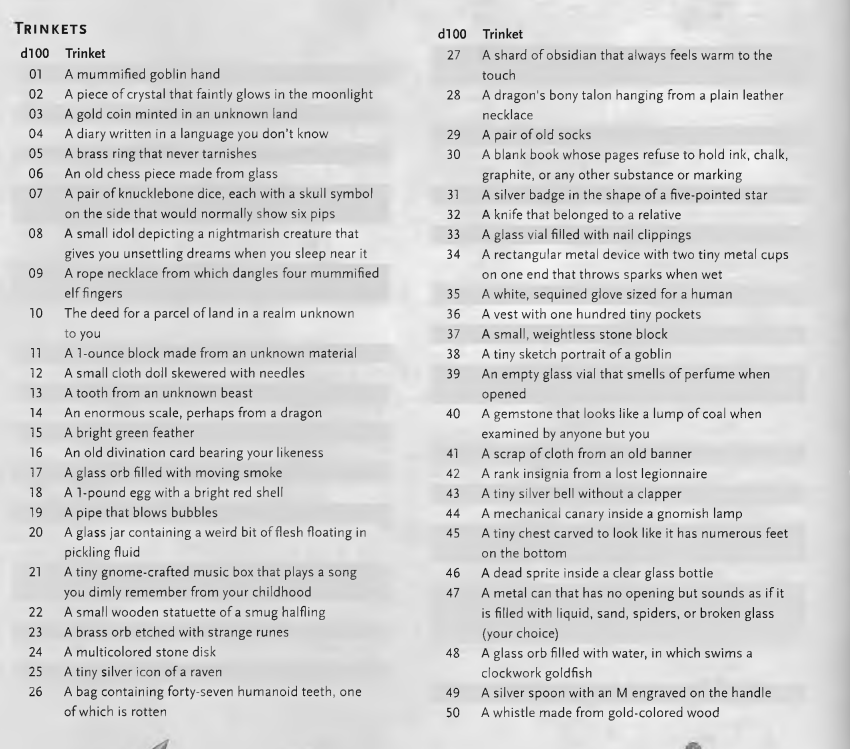 TRINKETS
d100 Trinket
01 A mummified goblin hand
02 A piece of crystal that faintly glows in the moonlight
03 A gold coin minted in an unknown land
04 A diary written in a language you don't know
05 A brass ring that never tarnishes
06 An old chess piece made from glass
07 A pair of knucklebone dice, each with a skull symbol
on the side that would normally show six pips
08 A small idol depicting a nightmarish creature that
gives you unsettling dreams when you sleep near it
09 A rope necklace from which dangles four mummified
elf fingers
10 The deed for a parcel of land in a realm unknown
to you
11 A 1-ounce block made from an unknown material
12 A small cloth doll skewered with needles
13 A tooth from an unknown beast
14 An enormous scale, perhaps from a dragon
15 A bright green feather
16 An old divination card bearing your likeness
17 A glass orb filled with moving smoke
18 A 1-pound egg with a bright red shell
19 A pipe that blows bubbles
20 A glass jar containing a weird bit of flesh floating in
pickling fluid
21 A tiny gnome-crafted music box that plays a song
you dimly remember from your childhood
22 A small wooden statuette of a smug halfling
23 A brass orb etched with strange runes
24 A multicolored stone disk
25 A tiny silver icon of a raven
26 A bag containing forty-seven humanoid teeth, one
of which is rotten
d100 Trinket
27 A shard of obsidian that always feels warm to the
touch
28 A dragon's bony talon hanging from a plain leather
necklace
29 A pair of old socks
30 A blank book whose pages refuse to hold ink, chalk,
graphite, or any other substance or marking
31 A silver badge in the shape of a five-pointed star
32 A knife that belonged to a relative
33 A glass vial filled with nail clippings
34 A rectangular metal device with two tiny metal cups
on one end that throws sparks when wet
35 A white, sequined glove sized for a human
36 A vest with one hundred tiny pockets
37 A small, weightless stone block
38 A tiny sketch portrait of a goblin
39 An empty glass vial that smells of perfume when
opened
40 A gemstone that looks like a lump of coal when
examined by anyone but you
41 A scrap of cloth from an old banner
42 A rank insignia from a lost legionnaire
43 A tiny silver bell without a clapper
44 A mechanical canary inside a gnomish lamp
45 A tiny chest carved to look like it has numerous feet
on the bottom
46 A dead sprite inside a clear glass bottle
47 A metal can that has no opening but sounds as if it
is filled with liquid, sand, spiders, or broken glass
(your choice)
48 A glass orb filled with water, in which swims a
clockwork goldfish
49 A silver spoon with an M engraved on the handle
50 A whistle made from gold-colored wood